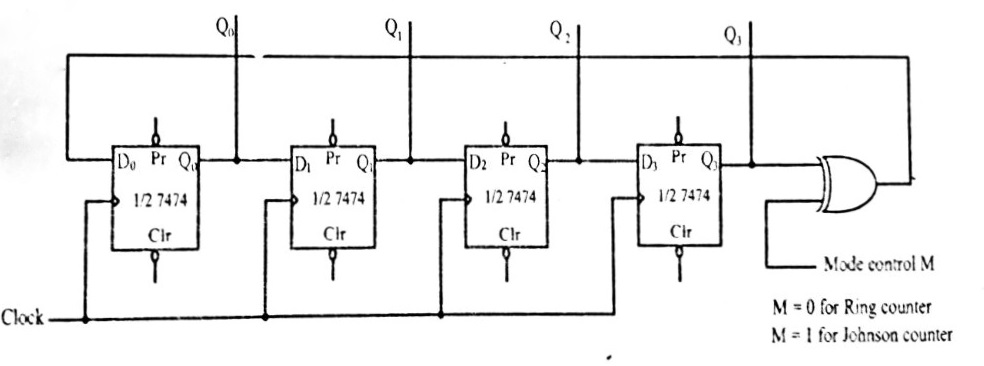 Q0 Q1 Q2 Q3
D0 Pr Q0 D1 Pr Q1 D2 Pr Q2 D3 Pr Q3
1/2 7474 1/2 7474 1/2 7474 1/2 7474
Clr Clr Clr Clr
Mode control M
Clock
M = 0 for Ring counter
M = 1 for Johnson counter